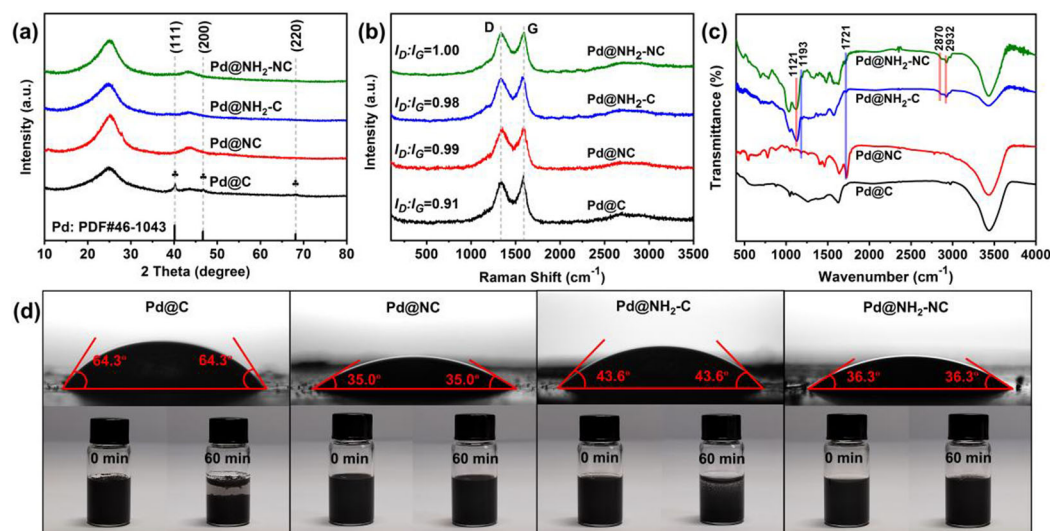 (a)
Intensity (a.u.)
(111)
(200)
(220)
Pd@NH2-NC
Pd@NH2-C
Pd@NC
Pd@C
Pd: PDF#46-1043
10 20 30 40 50 60 70 80
2 Theta (degree)
(b)
Intensity (a.u.)
D G
ID:IG=1.00
Pd@NH2-NC
ID:IG=0.98
Pd@NH2-C
ID:IG=0.99
Pd@NC
ID:IG=0.91
Pd@C
500 1000 1500 2000 2500 3000 3500
Raman Shift (cm-1)
(c)
Transmittance (%)
1121
1193
1721
2870
2932
Pd@NH2-NC
Pd@NH2-C
Pd@NC
Pd@C
500 1000 1500 2000 2500 3000 3500 4000
Wavenumber (cm-1)
(d)
Pd@C
64.3° 64.3°
0 min 60 min
Pd@NC
35.0° 35.0°
0 min 60 min
Pd@NH2-C
43.6° 43.6°
0 min 60 min
Pd@NH2-NC
36.3° 36.3°
0 min 60 min